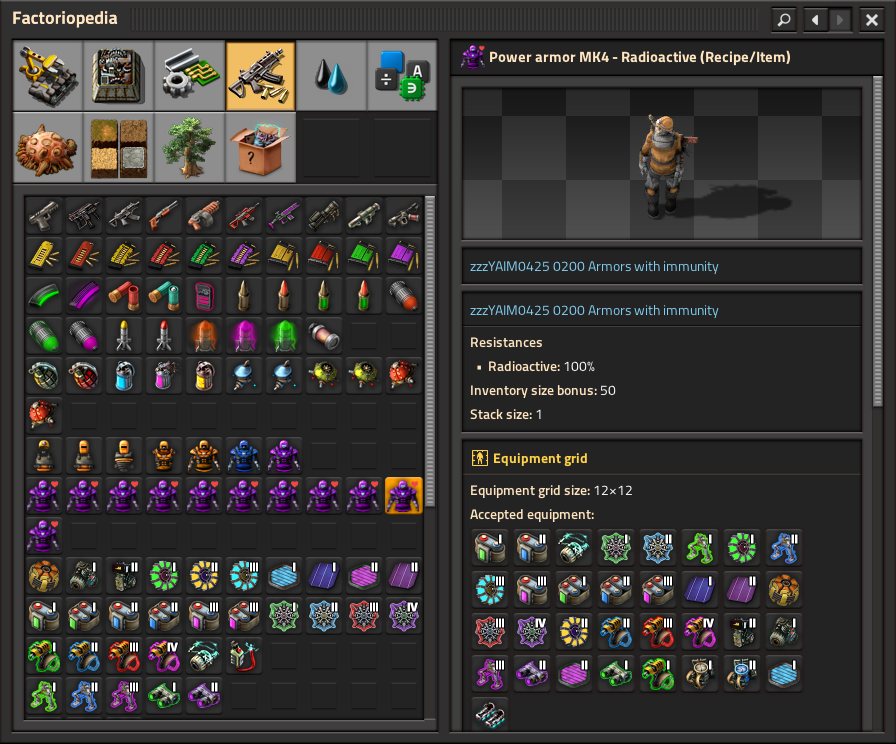 Factoriopedia
Power armor MK4 - Radioactive (Recipe/Item)
zzzYAIM0425 0200 Armors with immunity
zzzYAIM0425 0200 Armors with immunity
Resistances
▪ Radioactive: 100%
Inventory size bonus: 50
Stack size: 1
Equipment grid
Equipment grid size: 12×12
Accepted equipment: